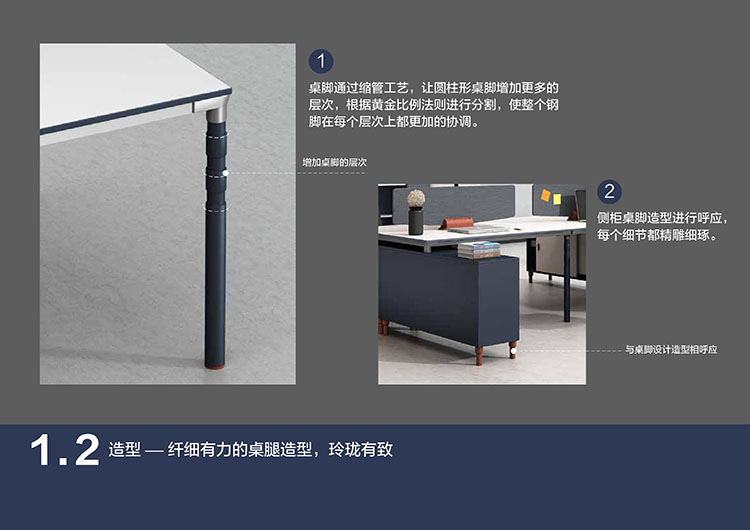 1
桌脚通过缩管工艺，让圆柱形桌脚增加更多的
层次，根据黄金比例法则进行分割，使整个钢
脚在每个层次上都更加的协调。
增加桌脚的层次
2
侧柜桌脚造型进行呼应，
每个细节都精雕细琢。
与桌脚设计造型相呼应
1.2 造型 — 纤细有力的桌腿造型，玲珑有致